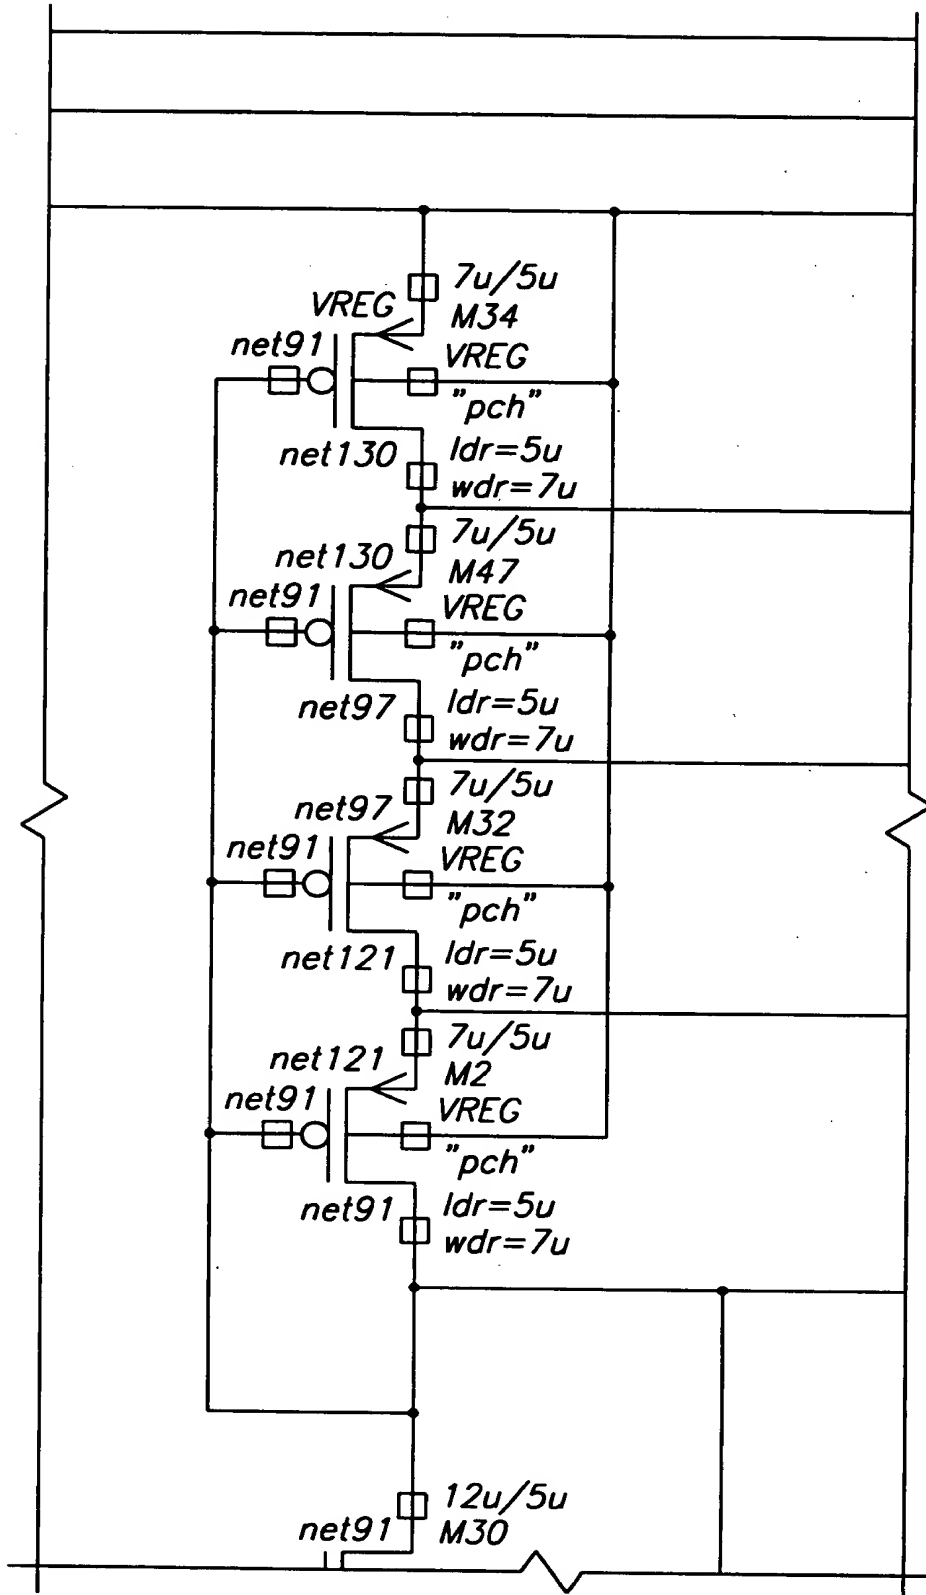 7u/5u
VREG
M34
net91
VREG
"pch"
net130
ldr=5u
wdr=7u
7u/5u
net130
M47
net91
VREG
"pch"
net97
ldr=5u
wdr=7u
7u/5u
net97
M32
net91
VREG
"pch"
net121
ldr=5u
wdr=7u
7u/5u
net121
M2
net91
VREG
"pch"
net91
ldr=5u
wdr=7u
12u/5u
net91
M30